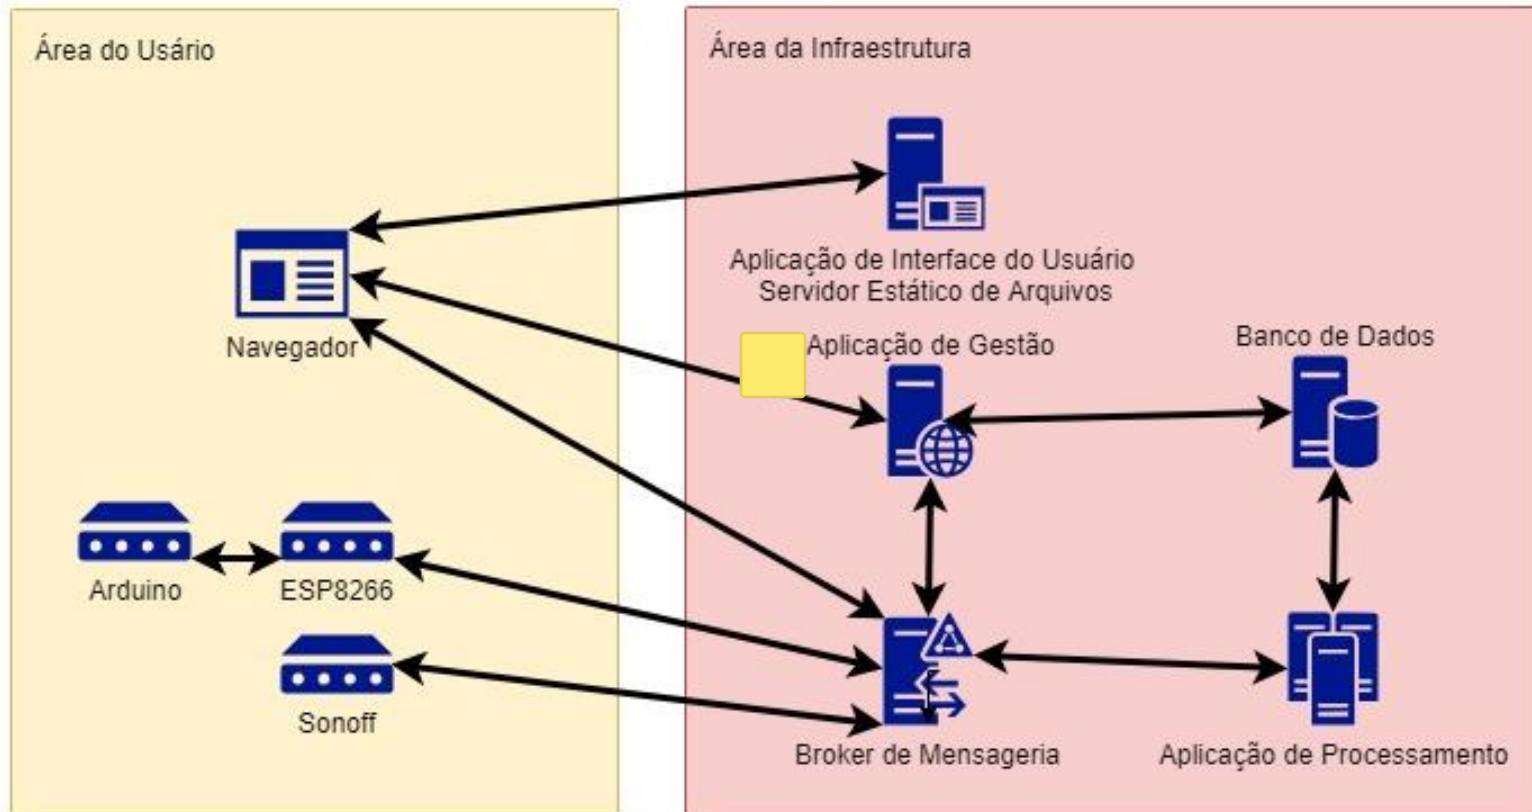 Área do Usário
Área da Infraestrutura
Aplicação de Interface do Usuário
Servidor Estático de Arquivos
Navegador
Aplicação de Gestão
Banco de Dados
Arduino
ESP8266
Sonoff
Broker de Mensageria
Aplicação de Processamento